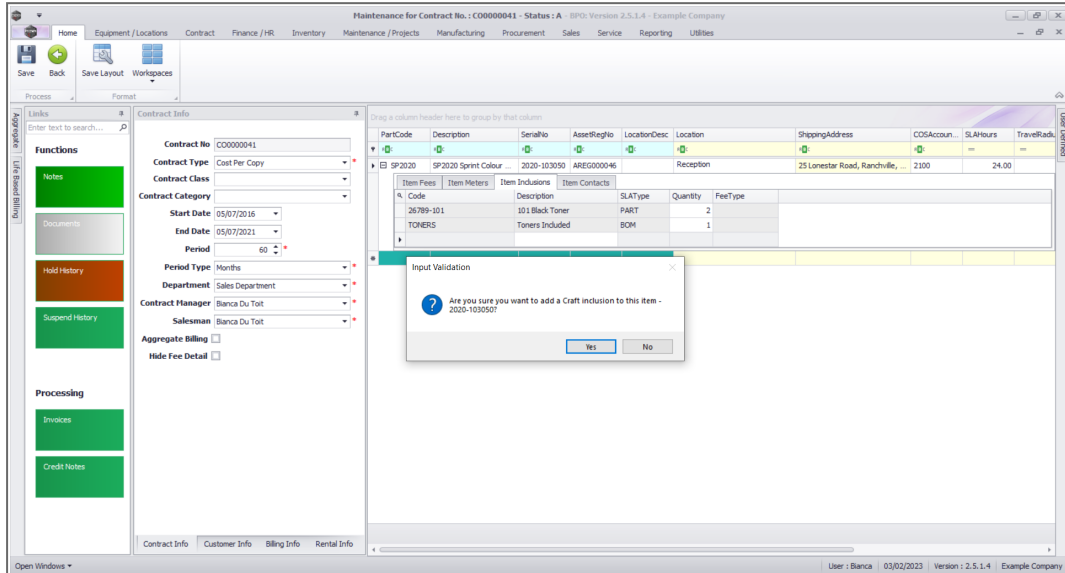 Maintenance for Contract No. : CO0000041 - Status : A - BPO: Version 2.5.1.4 - Example Company
Home Equipment / Locations Contract Finance / HR Inventory Maintenance / Projects Manufacturing Procurement Sales Service Reporting Utilities
Save Back Save Layout Workspaces
Process Format
Aggregate
Life Based Billing
Links
Enter text to search...
Functions
Notes
Documents
Hold History
Suspend History
Processing
Invoices
Credit Notes
Contract Info
Contract No CO0000041
Contract Type Cost Per Copy *
Contract Class
Contract Category
Start Date 05/07/2016
End Date 05/07/2021
Period 60 *
Period Type Months *
Department Sales Department *
Contract Manager Bianca Du Toit *
Salesman Bianca Du Toit *
Aggregate Billing
Hide Fee Detail
Contract Info Customer Info Billing Info Rental Info
Drag a column header here to group by that column
PartCode Description SerialNo AssetRegNo LocationDesc Location ShippingAddress COSAccoun... SLAHours TravelRadiu
SP2020 SP2020 Sprint Colour ... 2020-103050 AREG000046 Reception 25 Lonestar Road, Ranchville, ... 2100 24.00
Item Fees Item Meters Item Inclusions Item Contacts
Code Description SLAType Quantity FeeType
26789-101 101 Black Toner PART 2
TONERS Toners Included BOM 1
Input Validation
Are you sure you want to add a Craft inclusion to this item -
2020-103050?
Yes No
User Defined
Open Windows User : Bianca 03/02/2023 Version : 2.5.1.4 Example Company